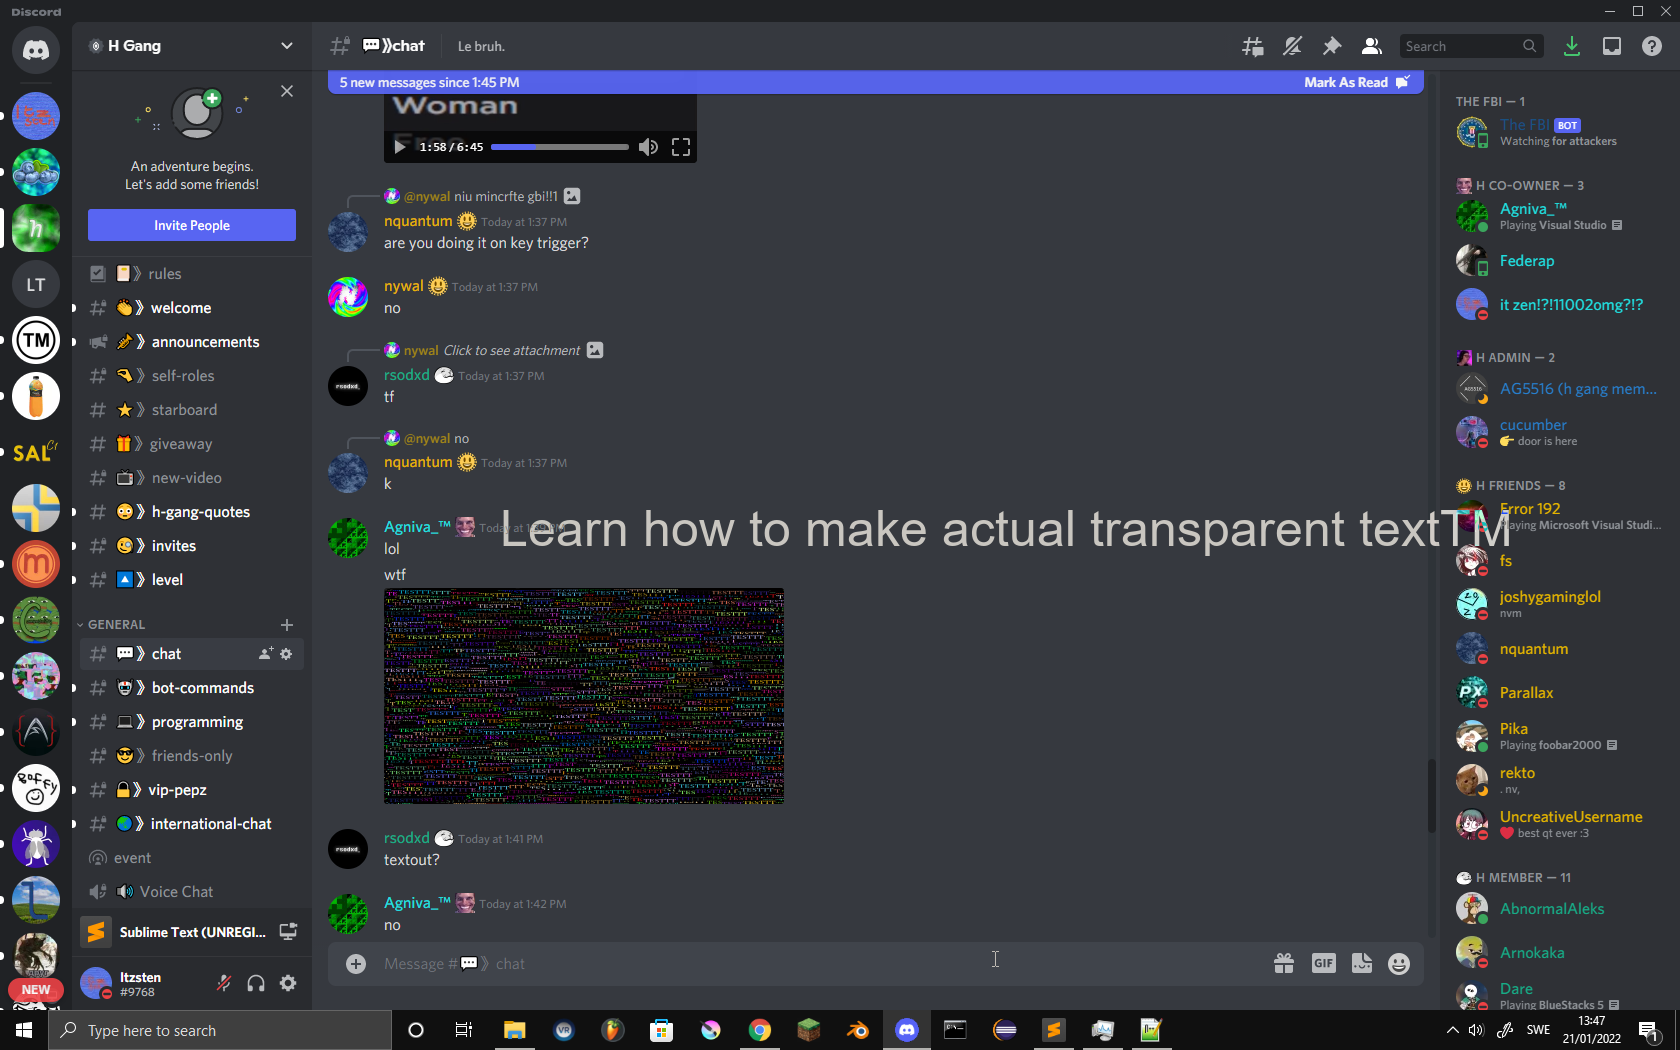 Discord
H Gang
chat
Le bruh.
Search
5 new messages since 1:45 PM
Mark As Read
An adventure begins.
Let's add some friends!
Invite People
rules
welcome
announcements
self-roles
starboard
giveaway
new-video
h-gang-quotes
invites
level
GENERAL
chat
bot-commands
programming
friends-only
vip-pepz
international-chat
event
Voice Chat
Sublime Text (UNREGI...
Itzsten
#9768
LT
TM
SAL C1
m
Boffy
L
NEW
Woman
1:58/6:45
@nywal niu mincrfte gbi!!1
nquantum Today at 1:37 PM
are you doing it on key trigger?
nywal Today at 1:37 PM
no
nywal Click to see attachment
rsodxd Today at 1:37 PM
tf
@nywal no
nquantum Today at 1:37 PM
k
Agniva_™
lol
wtf
Learn how to make actual transparent textTM
rsodxd Today at 1:41 PM
textout?
Agniva_™ Today at 1:42 PM
no
Message # chat
GIF
THE FBI — 1
The FBI BOT
Watching for attackers
H CO-OWNER — 3
Agniva_™
Playing Visual Studio
Federap
it zen!?!11002omg?!?
H ADMIN — 2
AG5516 (h gang mem...
cucumber
door is here
H FRIENDS — 8
Error 192
Playing Microsoft Visual Studi...
fs
joshygaminglol
nvm
nquantum
Parallax
Pika
Playing foobar2000
rekto
. nv,
UncreativeUsername
best qt ever :3
H MEMBER — 11
AbnormalAleks
Arnokaka
Dare
Playing BlueStacks 5
Type here to search
SWE
13:47
21/01/2022
1